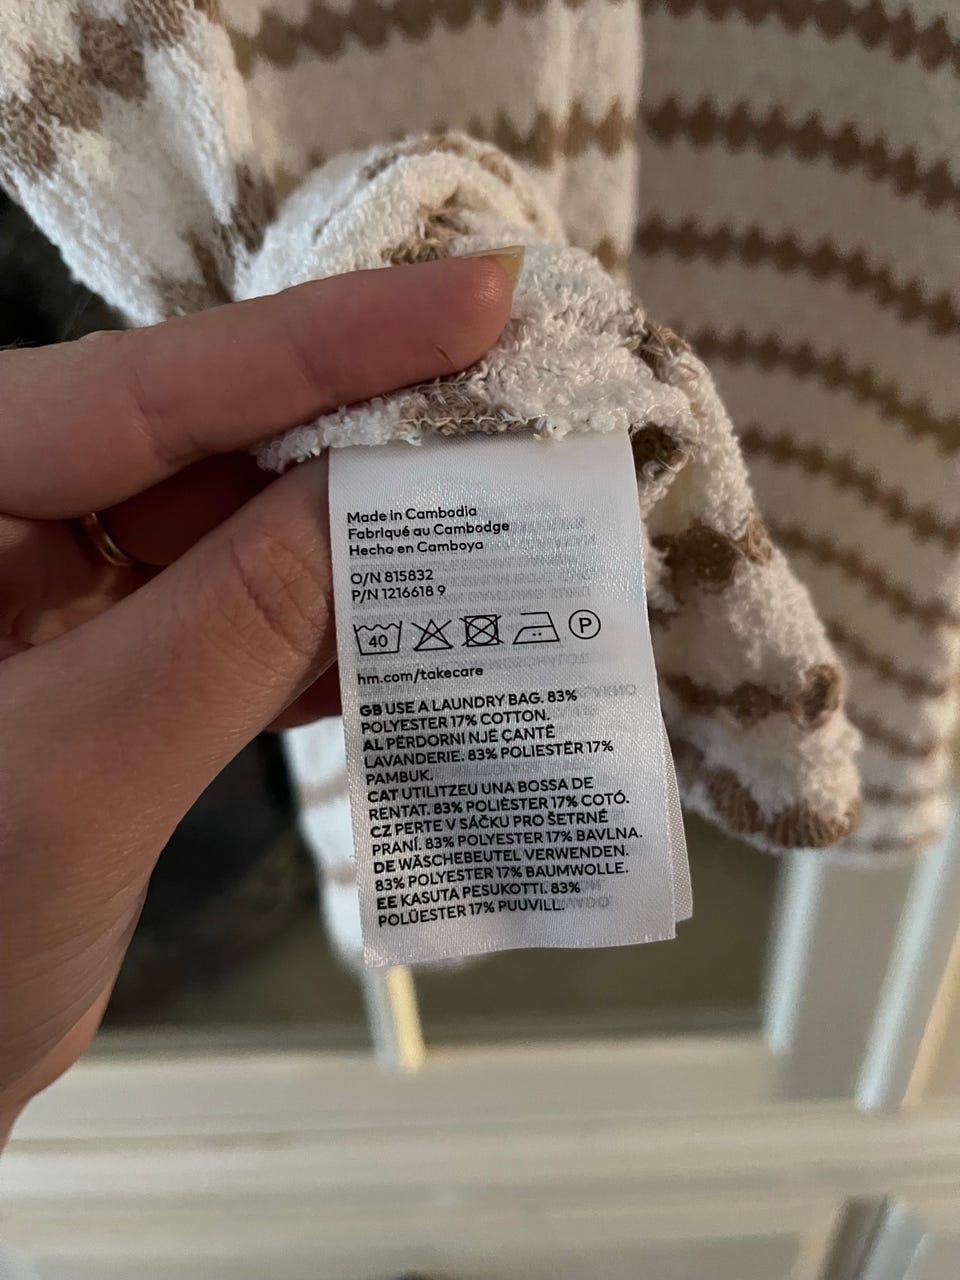 Made in Cambodia
Fabriqué au Cambodge
Hecho en Camboya
O/N 815832
P/N 1216618 9
40 P
hm.com/takecare
GB USE A LAUNDRY BAG. 83%
POLYESTER 17% COTTON.
AL PËRDORNI NJË ÇANTË
LAVANDERIE. 83% POLIESTËR 17%
PAMBUK.
CAT UTILITZEU UNA BOSSA DE
RENTAT. 83% POLIÈSTER 17% COTÓ.
CZ PERTE V SÁČKU PRO ŠETRNÉ
PRANÍ. 83% POLYESTER 17% BAVLNA.
DE WÄSCHEBEUTEL VERWENDEN.
83% POLYESTER 17% BAUMWOLLE.
EE KASUTA PESUKOTTI. 83%
POLÜESTER 17% PUUVILL.